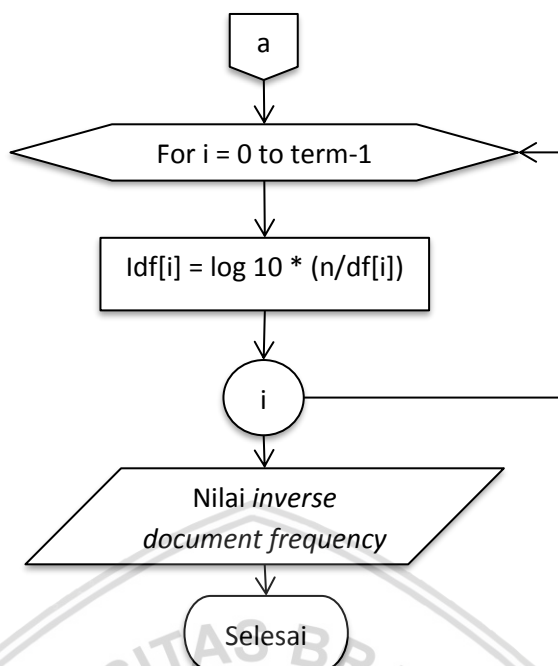 a
For i = 0 to term-1
Idf[i] = log 10 * (n/df[i])
i
Nilai inverse
document frequency
Selesai